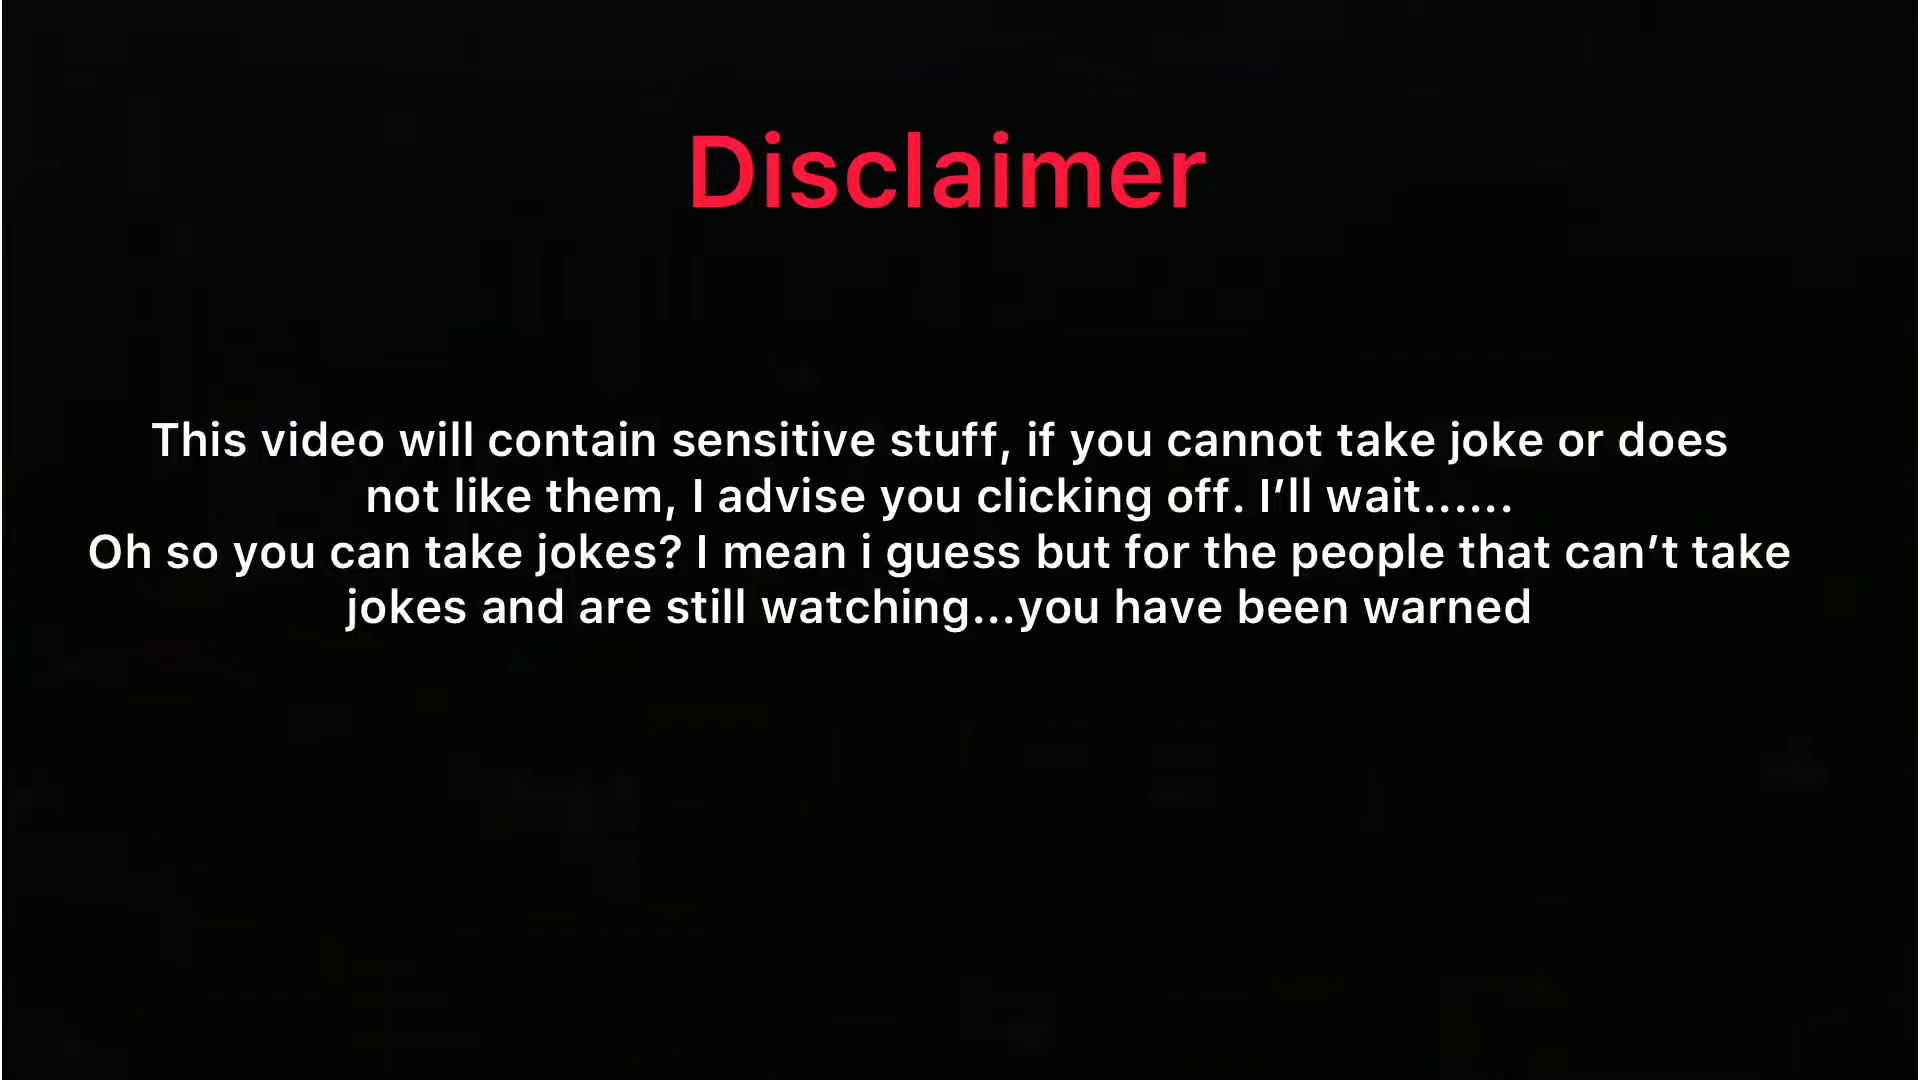 Disclaimer
This video will contain sensitive stuff, if you cannot take joke or does
not like them, I advise you clicking off. I’ll wait……
Oh so you can take jokes? I mean i guess but for the people that can’t take
jokes and are still watching…you have been warned